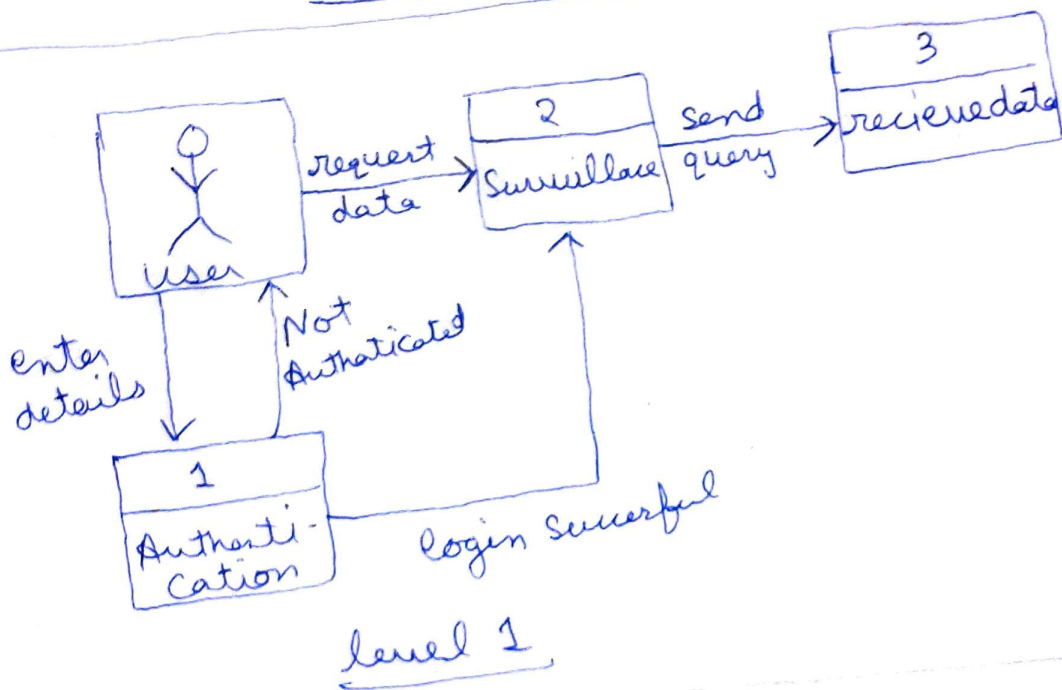 User
request
data
2
Surveillace
send
query
3
recievedata
enter
details
Not
Authaticated
1
Authenti-
cation
login succesful
level 1